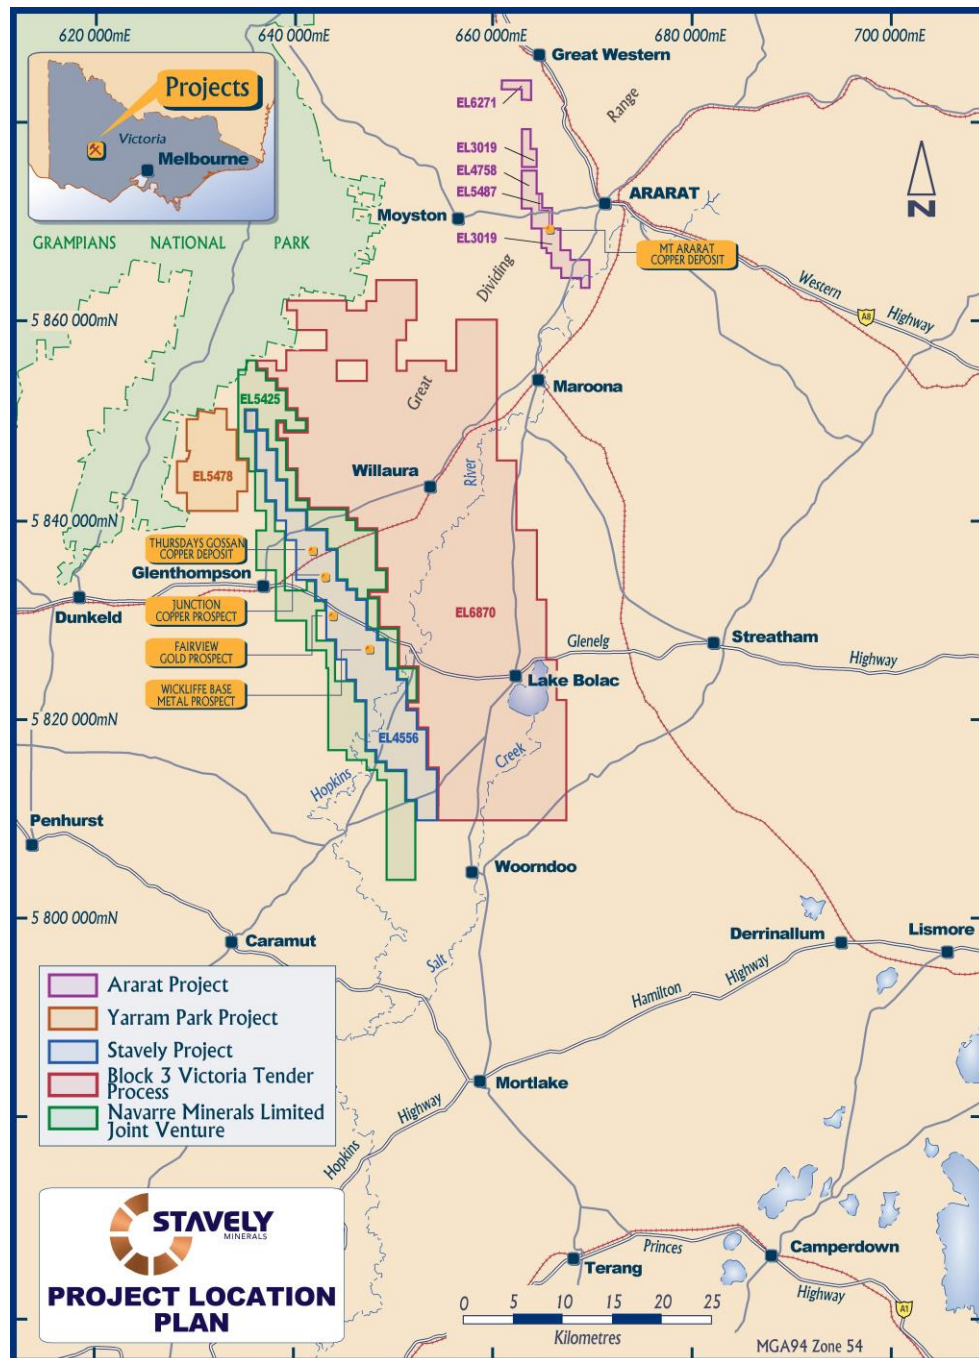 620 000mE
640 000mE
660 000mE
680 000mE
700 000mE
Great Western
Projects
Victoria
Melbourne
EL6271
Range
EL3019
EL4758
EL5487
ARARAT
Moyston
EL3019
MT ARARAT
COPPER DEPOSIT
N
GRAMPIANS NATIONAL PARK
Dividing
Western
Highway
A8
5 860 000mN
Great
Maroona
EL5425
EL5478
Willaura
River
5 840 000mN
THURSDAYS GOSSAN
COPPER DEPOSIT
Glenthompson
JUNCTION
COPPER PROSPECT
Dunkeld
EL6870
FAIRVIEW
GOLD PROSPECT
Glenelg
Streatham
Highway
WICKLIFFE BASE
METAL PROSPECT
Lake Bolac
5 820 000mN
EL4556
Creek
Hopkins
Penhurst
Woorndoo
5 800 000mN
Caramut
Derrinallum
Lismore
Salt
Highway
Hamilton
Ararat Project
Yarram Park Project
Stavely Project
Block 3 Victoria Tender
Process
Navarre Minerals Limited
Joint Venture
Mortlake
Highway
Hopkins
STAVELY
MINERALS
PROJECT LOCATION
PLAN
Princes
Camperdown
Terang
Highway
A1
0 5 10 15 20 25
Kilometres
MGA94 Zone 54